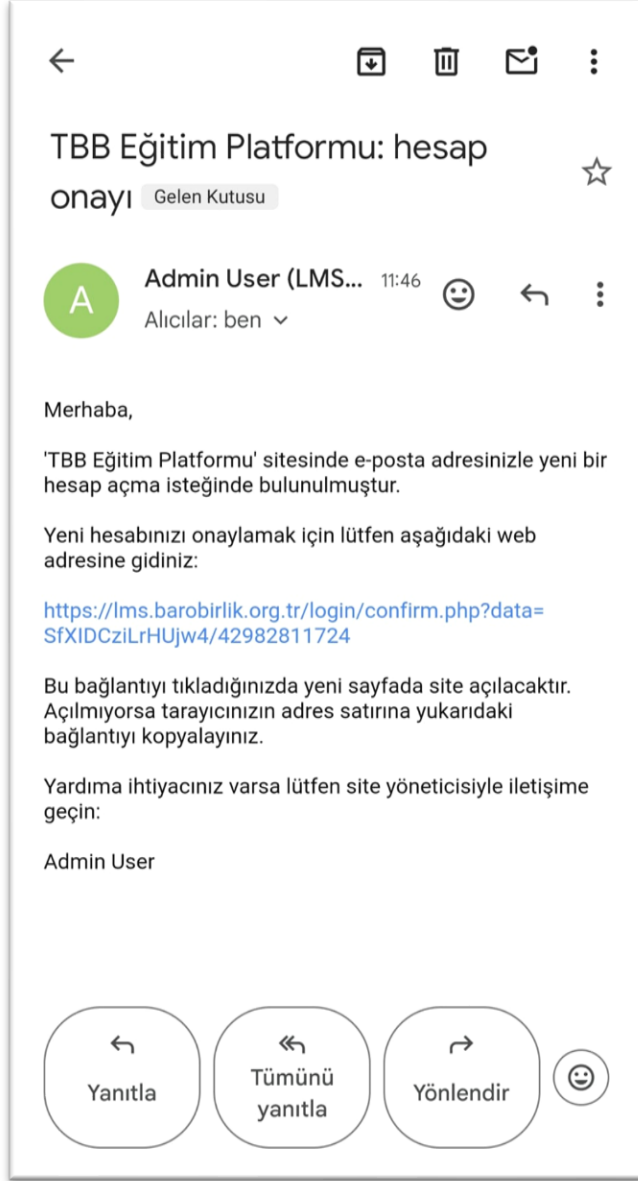 TBB Eğitim Platformu: hesap
onayı Gelen Kutusu
A
Admin User (LMS... 11:46
Alıcılar: ben
Merhaba,
'TBB Eğitim Platformu' sitesinde e-posta adresinizle yeni bir
hesap açma isteğinde bulunulmuştur.
Yeni hesabınızı onaylamak için lütfen aşağıdaki web
adresine gidiniz:
https://lms.barobirlik.org.tr/login/confirm.php?data=
SfXIDCziLrHUjw4/42982811724
Bu bağlantıyı tıkladığınızda yeni sayfada site açılacaktır.
Açılmıyorsa tarayıcınızın adres satırına yukarıdaki
bağlantıyı kopyalayınız.
Yardıma ihtiyacınız varsa lütfen site yöneticisiyle iletişime
geçin:
Admin User
Yanıtla
Tümünü
yanıtla
Yönlendir